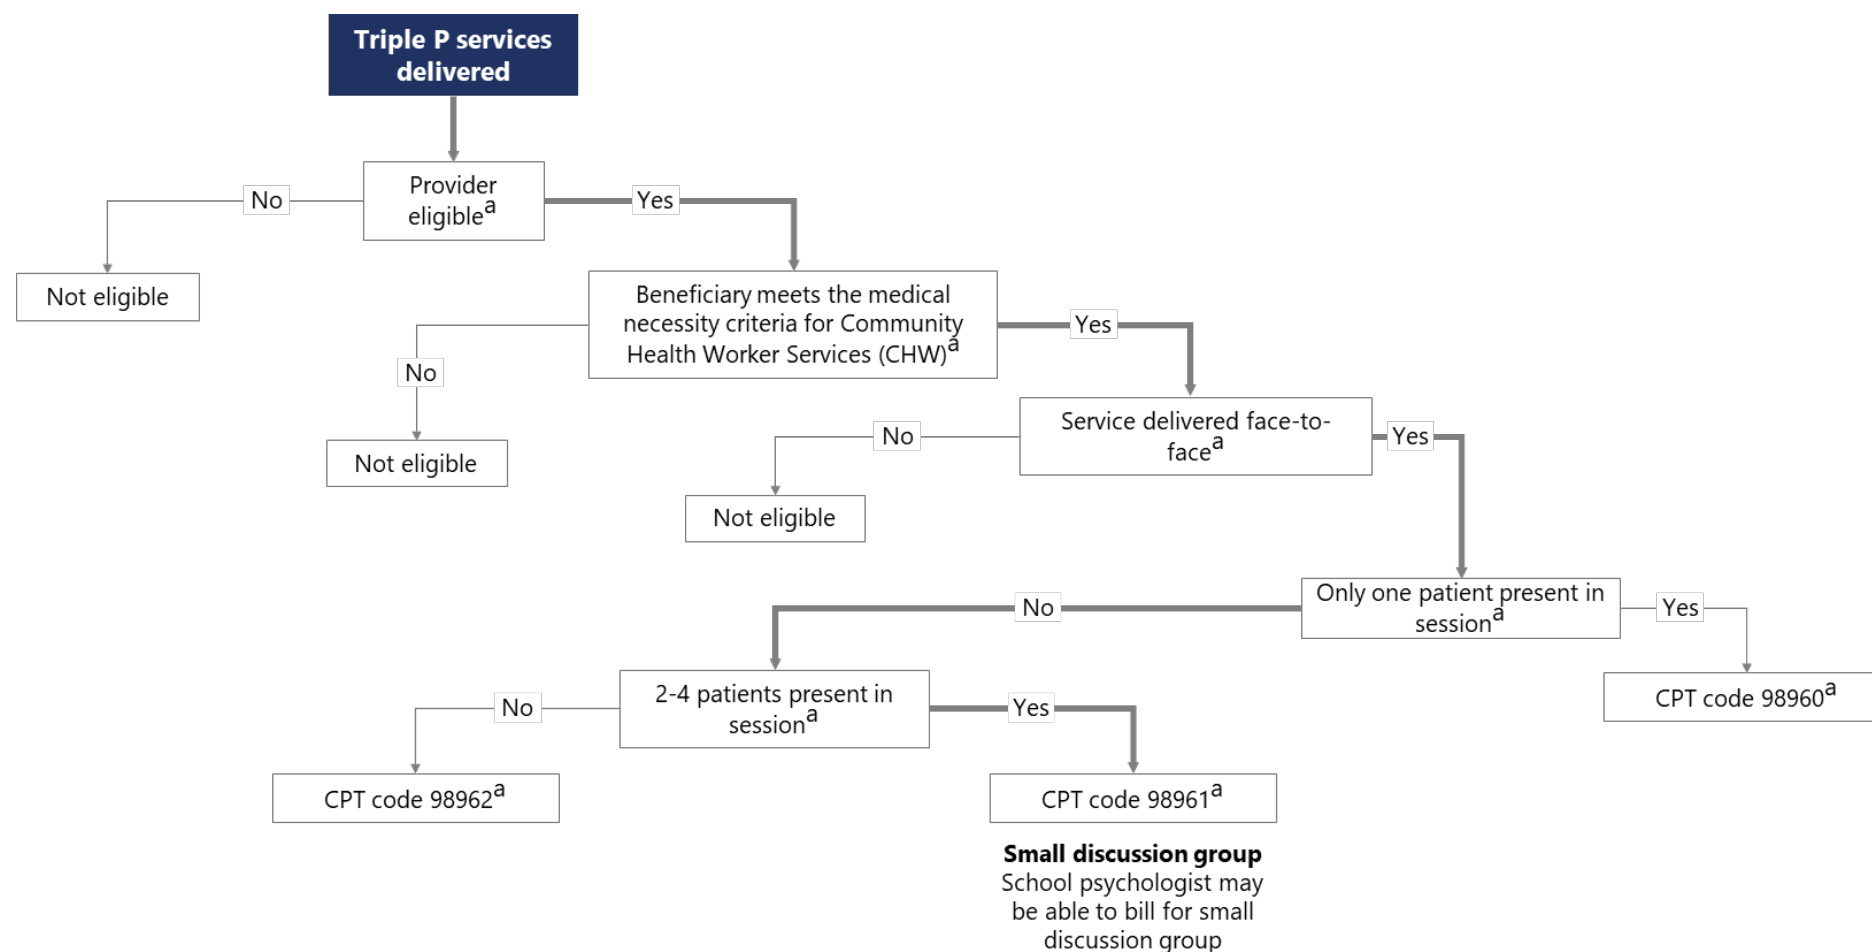 Triple P services
delivered
Provider
eligibleª
No
Yes
Not eligible
Beneficiary meets the medical
necessity criteria for Community
Health Worker Services (CHW)ª
No
Yes
Not eligible
Service delivered face-to-
faceª
No
Yes
Not eligible
Only one patient present in
sessionª
No
Yes
2-4 patients present in
sessionª
CPT code 98960ª
No
Yes
CPT code 98962ª
CPT code 98961ª
Small discussion group
School psychologist may
be able to bill for small
discussion group